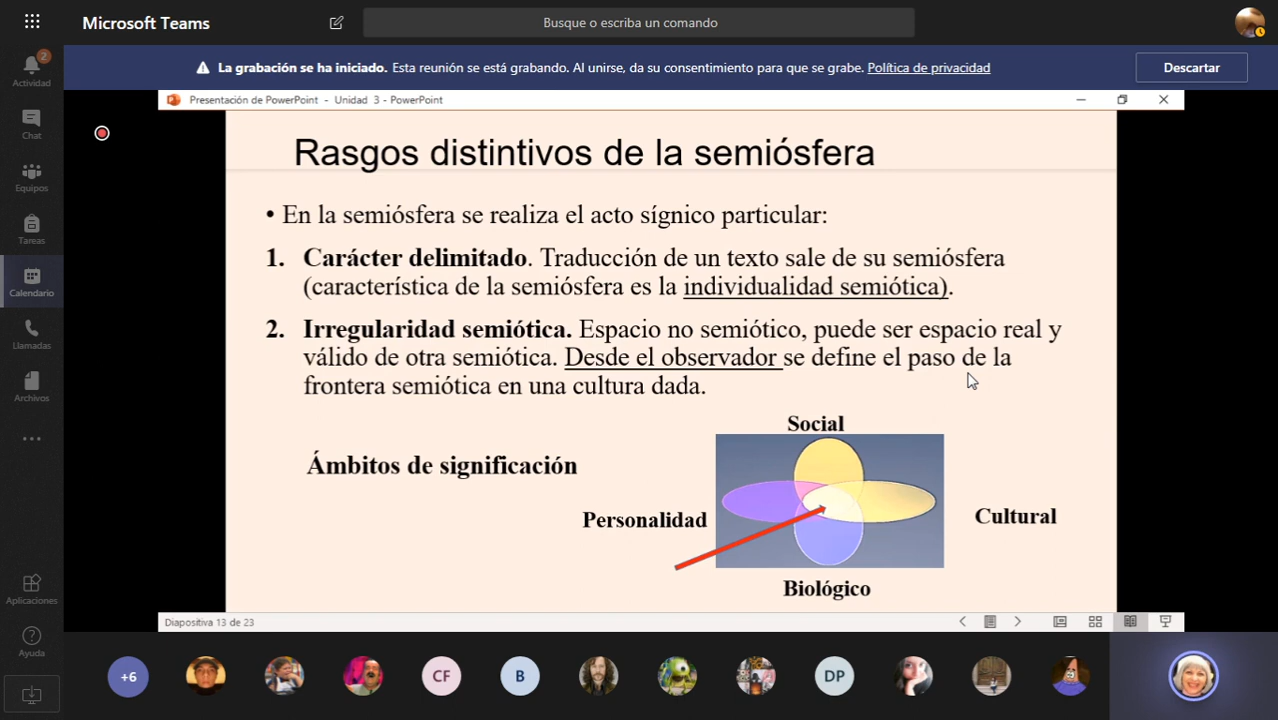 Microsoft Teams
Busque o escriba un comando
2
Actividad
Chat
Equipos
Tareas
Calendario
Llamadas
Archivos
Aplicaciones
Ayuda
La grabación se ha iniciado. Esta reunión se está grabando. Al unirse, da su consentimiento para que se grabe. Política de privacidad
Descartar
Presentación de PowerPoint - Unidad 3 - PowerPoint
Rasgos distintivos de la semiósfera
• En la semiósfera se realiza el acto sígnico particular:
1. Carácter delimitado. Traducción de un texto sale de su semiósfera
(característica de la semiósfera es la individualidad semiótica).
2. Irregularidad semiótica. Espacio no semiótico, puede ser espacio real y
válido de otra semiótica. Desde el observador se define el paso de la
frontera semiótica en una cultura dada.
Social
Ámbitos de significación
Personalidad
Cultural
Biológico
Diapositiva 13 de 23
+6
CF
B
DP